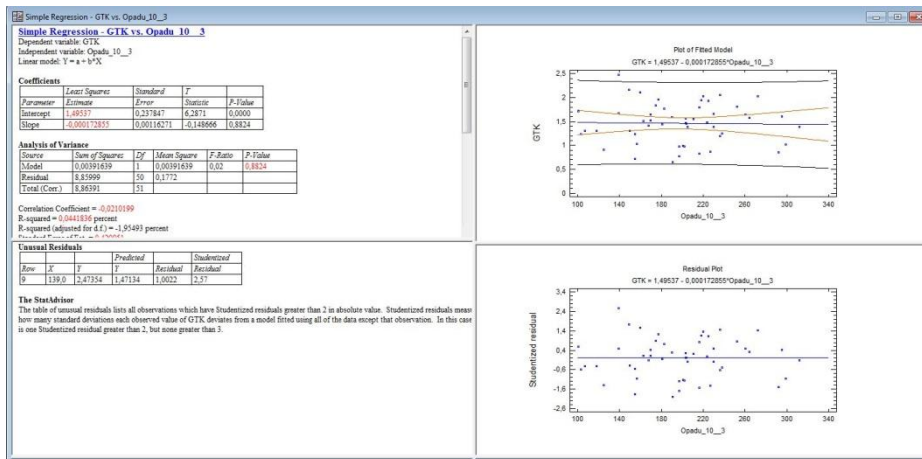 Simple Regression - GTK vs. Opadu_10__3
Simple Regression - GTK vs. Opadu_10__3
Dependent variable: GTK
Independent variable: Opadu_10__3
Linear model: Y = a + b*X
Coefficients
Least Squares Standard T
Parameter Estimate Error Statistic P-Value
Intercept 1,49537 0,237847 6,2871 0,0000
Slope -0,000172855 0,00116271 -0,148666 0,8824
Analysis of Variance
Source Sum of Squares Df Mean Square F-Ratio P-Value
Model 0,00391639 1 0,00391639 0,02 0,8824
Residual 8,85999 50 0,1772
Total (Corr.) 8,86391 51
Correlation Coefficient = -0,0210199
R-squared = 0,0441836 percent
R-squared (adjusted for d.f.) = -1,95493 percent
Plot of Fitted Model
GTK = 1,49537 - 0,000172855*Opadu_10__3
GTK
2,5
2
1,5
1
0,5
0
100 140 180 220 260 300 340
Opadu_10__3
Unusual Residuals
Predicted Studentized
Row X Y Y Residual Residual
9 139,0 2,47354 1,47134 1,0022 2,57
The StatAdvisor
The table of unusual residuals lists all observations which have Studentized residuals greater than 2 in absolute value. Studentized residuals meas
how many standard deviations each observed value of GTK deviates from a model fitted using all of the data except that observation. In this case
is one Studentized residual greater than 2, but none greater than 3.
Residual Plot
GTK = 1,49537 - 0,000172855*Opadu_10__3
Studentized residual
3,4
2,4
1,4
0,4
-0,6
-1,6
-2,6
100 140 180 220 260 300 340
Opadu_10__3